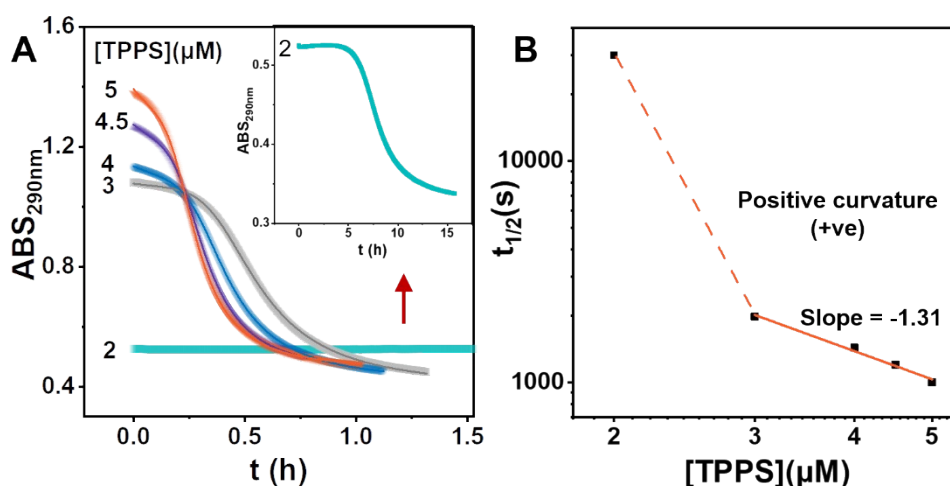 A
[TPPS](µM)
5
4.5
4
3
2
ABS290nm
1.6
1.2
0.8
0.4
0.0
0.5
1.0
1.5
t (h)
2
ABS290nm
0.5
0.4
0.3
0
5
10
15
t (h)
B
t1/2(s)
10000
1000
Positive curvature
(+ve)
Slope = -1.31
2
3
4
5
[TPPS](µM)